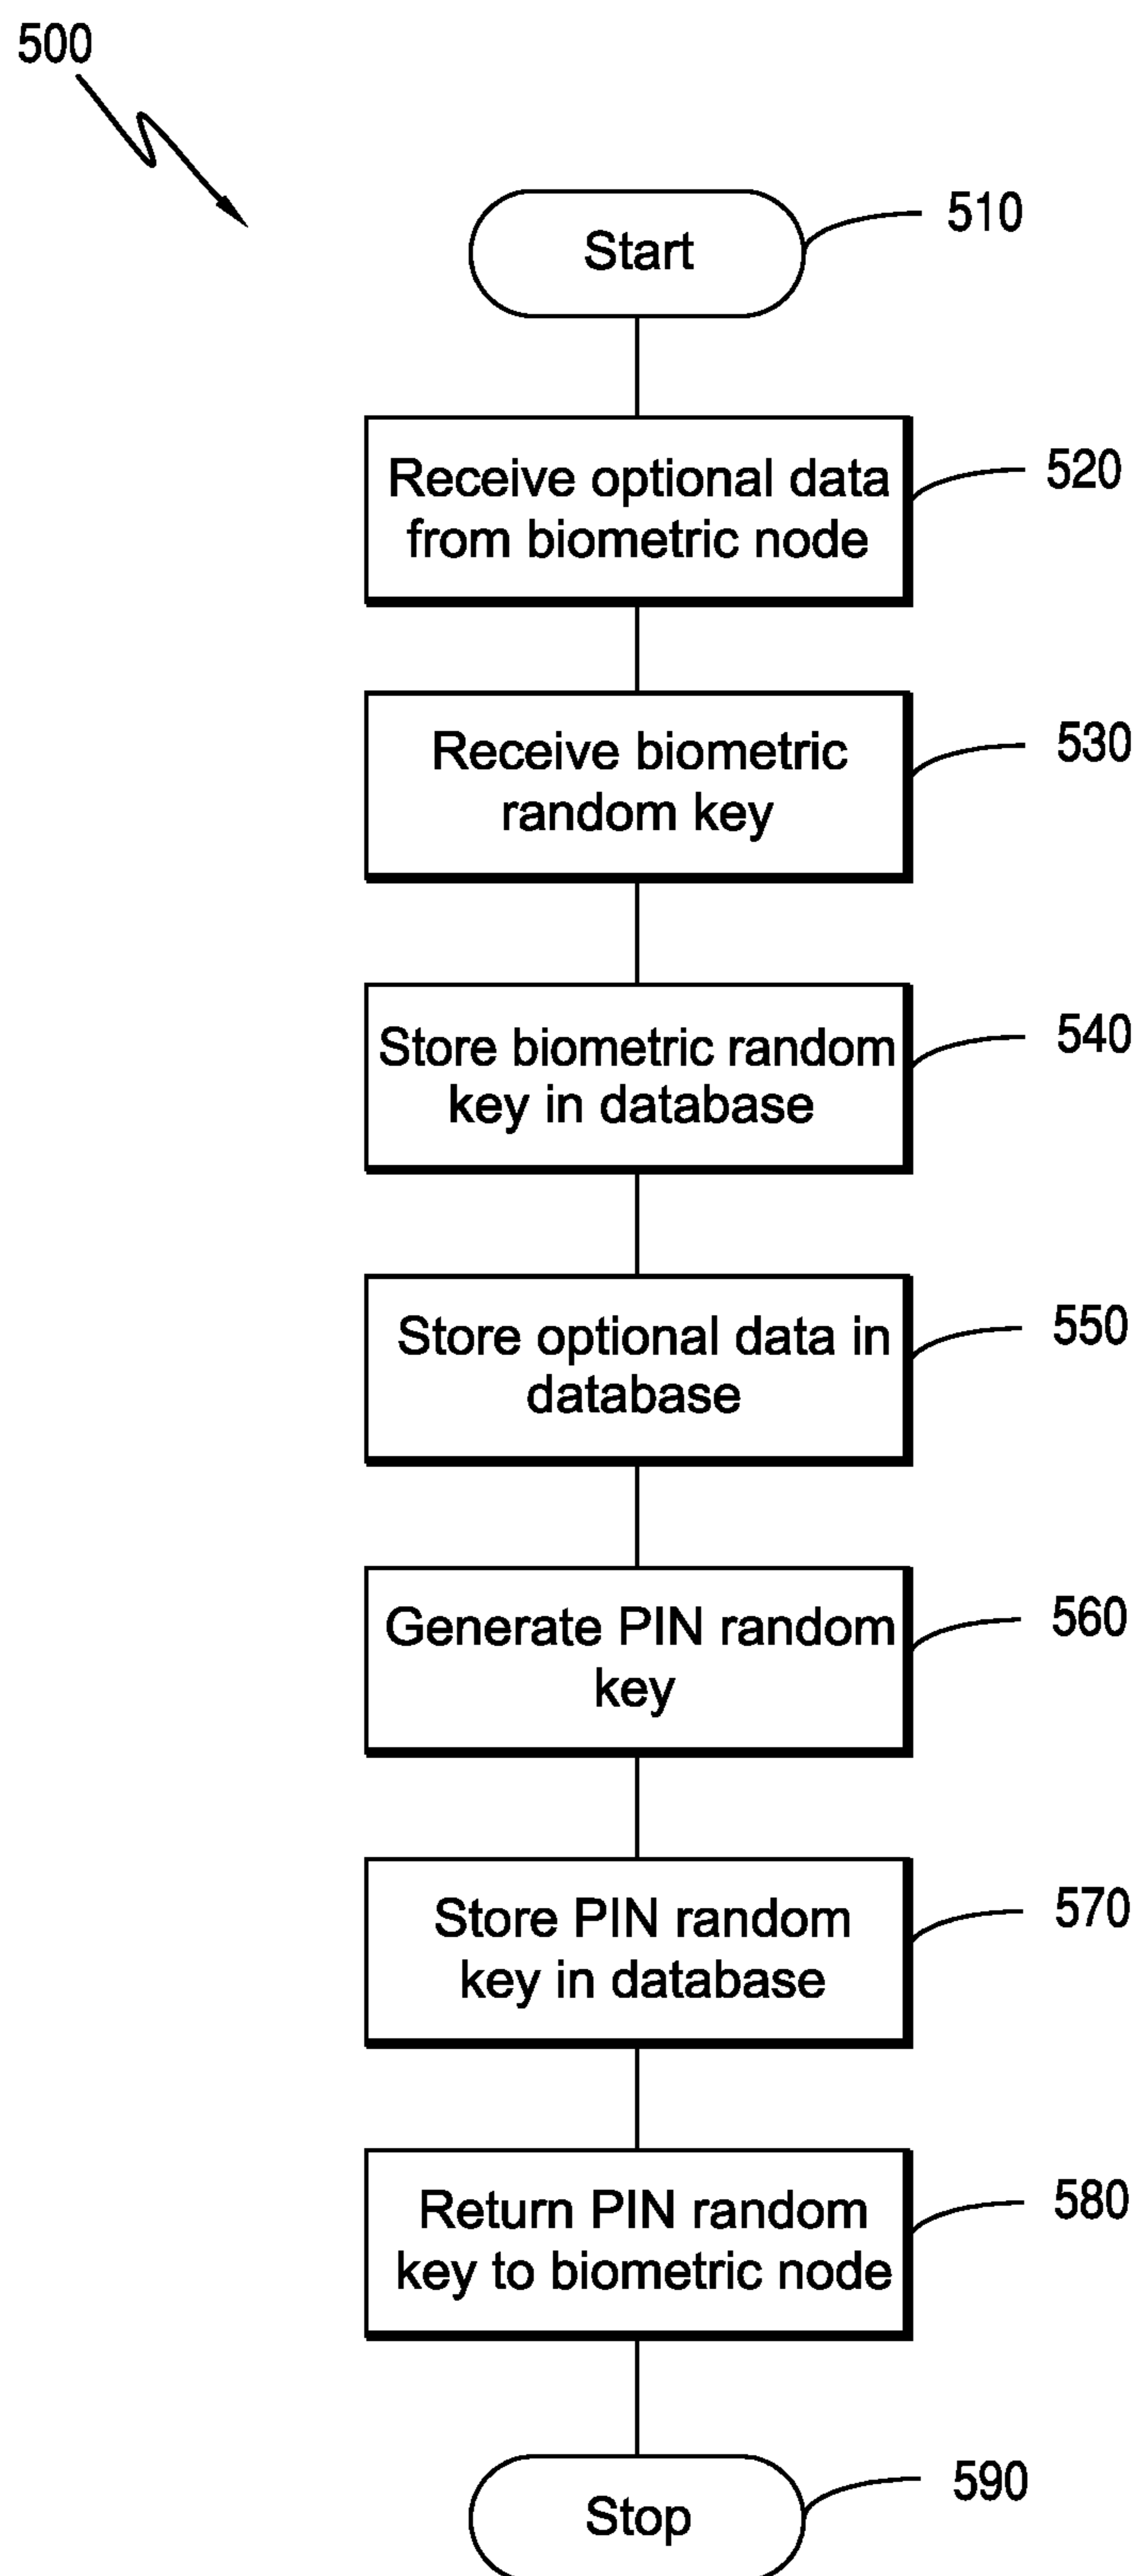 500
Start
510
Receive optional data
from biometric node
520
Receive biometric
random key
530
Store biometric random
key in database
540
Store optional data in
database
550
Generate PIN random
key
560
Store PIN random
key in database
570
Return PIN random
key to biometric node
580
Stop
590